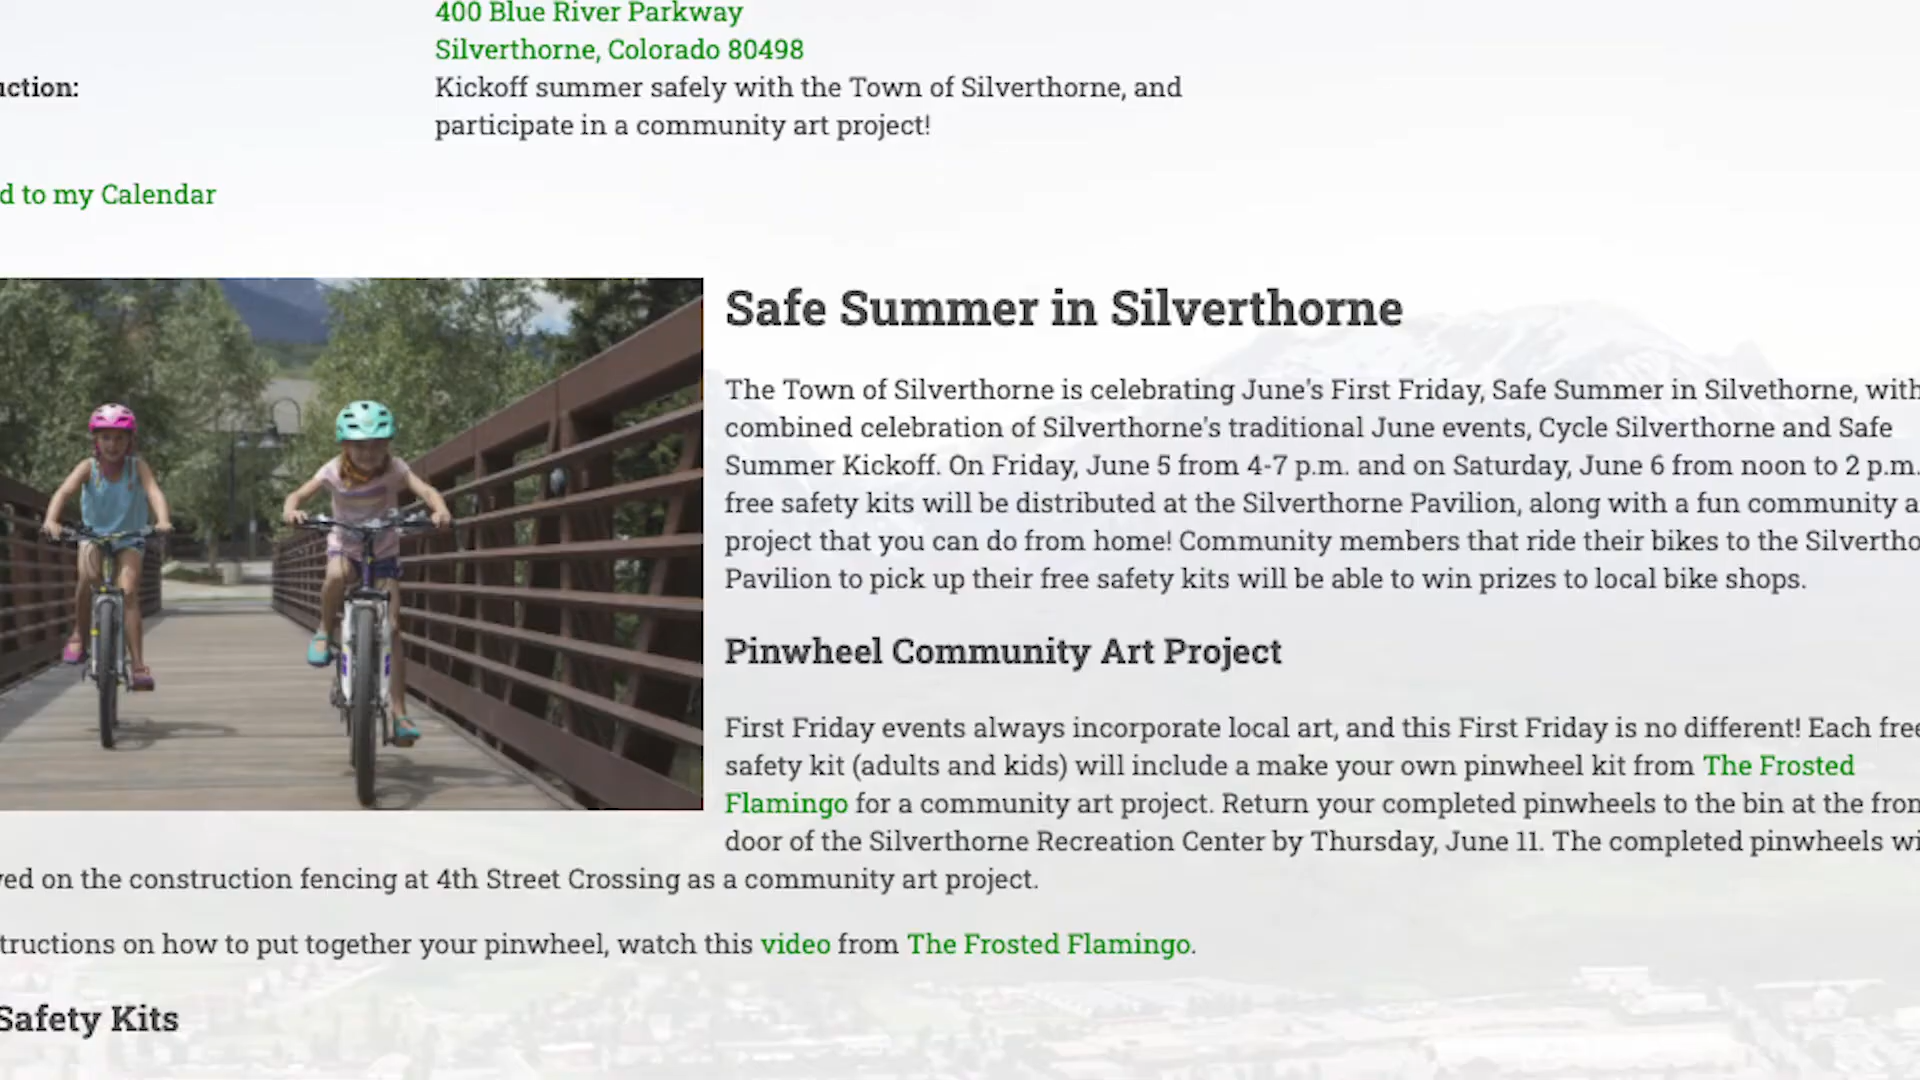 400 Blue River Parkway
Silverthorne, Colorado 80498
Kickoff summer safely with the Town of Silverthorne, and
participate in a community art project!
to my Calendar
Safe Summer in Silverthorne
The Town of Silverthorne is celebrating June's First Friday, Safe Summer in Silvethorne, with
combined celebration of Silverthorne's traditional June events, Cycle Silverthorne and Safe
Summer Kickoff. On Friday, June 5 from 4-7 p.m. and on Saturday, June 6 from noon to 2 p.m.
free safety kits will be distributed at the Silverthorne Pavilion, along with a fun community
project that you can do from home! Community members that ride their bikes to the
Pavilion to pick up their free safety kits will be able to win prizes to local bike shops.
Pinwheel Community Art Project
First Friday events always incorporate local art, and this First Friday is no different! Each free
safety kit (adults and kids) will include a make your own pinwheel kit from The Frosted
Flamingo for a community art project. Return your completed pinwheels to the bin at the
door of the Silverthorne Recreation Center by Thursday, June 11. The completed pinwheels
on the construction fencing at 4th Street Crossing as a community art project.
on how to put together your pinwheel, watch this video from The Frosted Flamingo.
Safety Kits